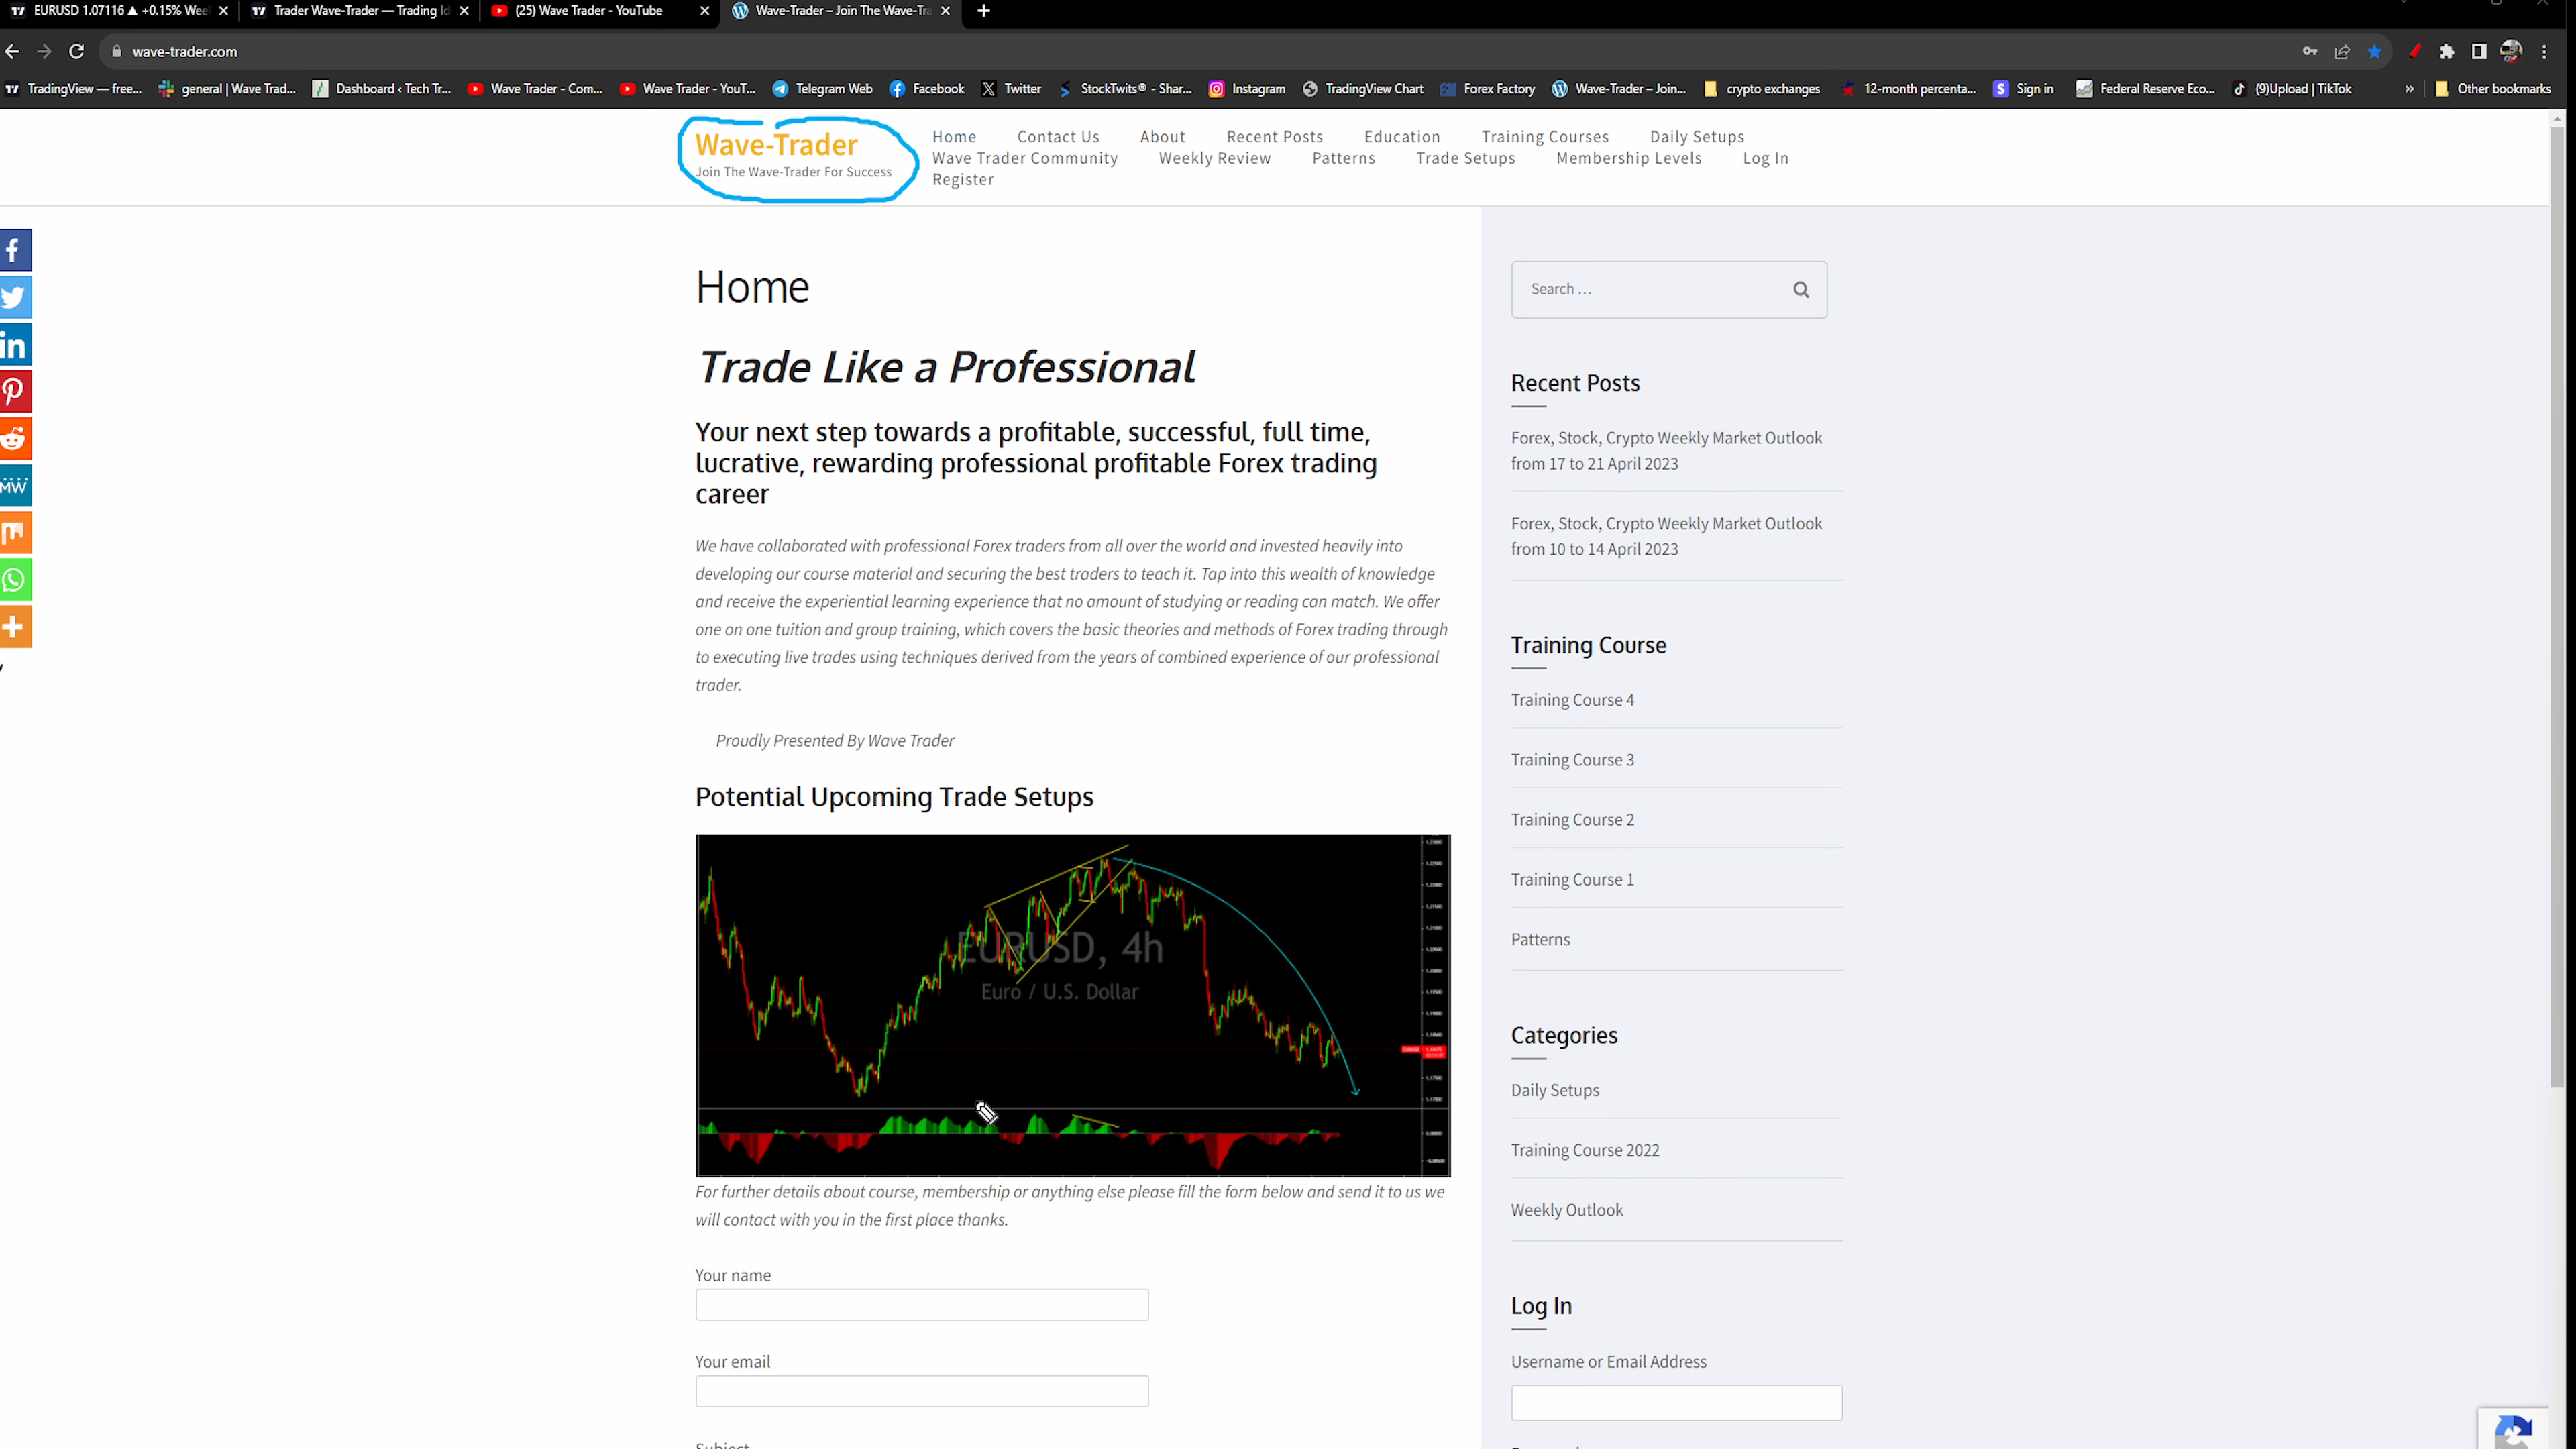 EURUSD 1.07116 ▲ +0.15% Wee
Trader Wave-Trader — Trading Id
(25) Wave Trader - YouTube
Wave-Trader – Join The Wave-Tra
wave-trader.com
TradingView — free...
general | Wave Trad...
Dashboard ‹ Tech Tr...
Wave Trader - Com...
Wave Trader - YouT...
Telegram Web
Facebook
Twitter
StockTwits® - Shar...
Instagram
TradingView Chart
Forex Factory
Wave-Trader – Join...
crypto exchanges
12-month percenta...
Sign in
Federal Reserve Eco...
(9)Upload | TikTok
»
Other bookmarks
Wave-Trader
Join The Wave-Trader For Success
Home Contact Us About Recent Posts Education Training Courses Daily Setups
Wave Trader Community Weekly Review Patterns Trade Setups Membership Levels Log In
Register
Home
Trade Like a Professional
Your next step towards a profitable, successful, full time,
lucrative, rewarding professional profitable Forex trading
career
We have collaborated with professional Forex traders from all over the world and invested heavily into
developing our course material and securing the best traders to teach it. Tap into this wealth of knowledge
and receive the experiential learning experience that no amount of studying or reading can match. We offer
one on one tuition and group training, which covers the basic theories and methods of Forex trading through
to executing live trades using techniques derived from the years of combined experience of our professional
trader.
Proudly Presented By Wave Trader
Potential Upcoming Trade Setups
EURUSD, 4h
Euro / U.S. Dollar
For further details about course, membership or anything else please fill the form below and send it to us we
will contact with you in the first place thanks.
Your name
Your email
Subject
Search …
Recent Posts
Forex, Stock, Crypto Weekly Market Outlook
from 17 to 21 April 2023
Forex, Stock, Crypto Weekly Market Outlook
from 10 to 14 April 2023
Training Course
Training Course 4
Training Course 3
Training Course 2
Training Course 1
Patterns
Categories
Daily Setups
Training Course 2022
Weekly Outlook
Log In
Username or Email Address